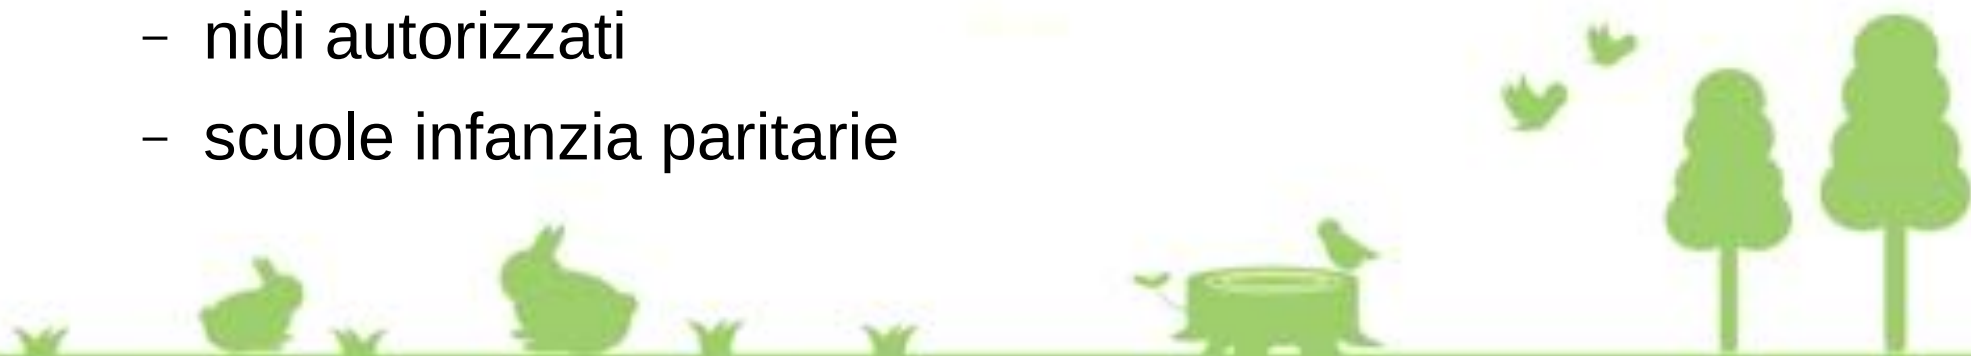 – nidi autorizzati
– scuole infanzia paritarie